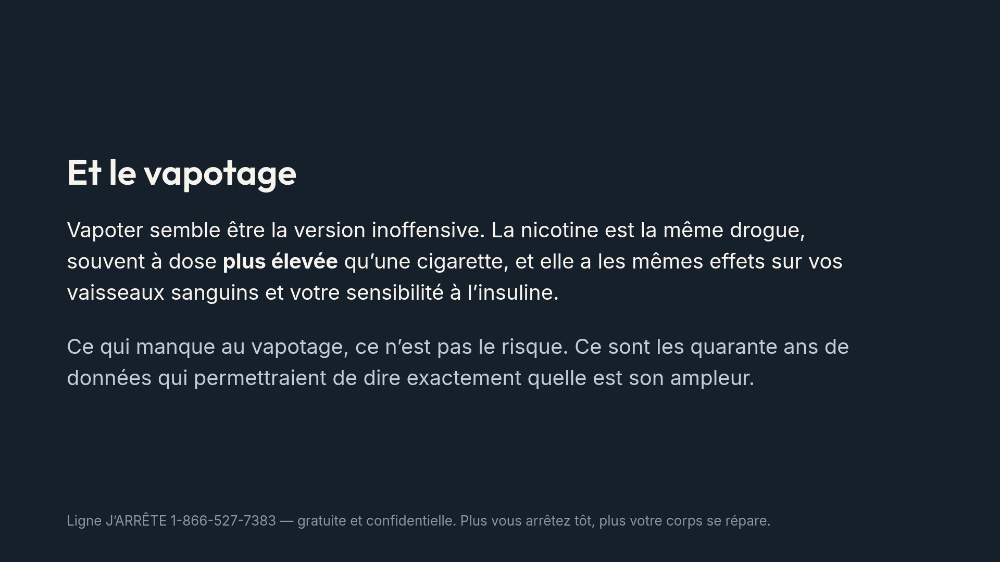 Et le vapotage
Vapoter semble être la version inoffensive. La nicotine est la même drogue,
souvent à dose plus élevée qu’une cigarette, et elle a les mêmes effets sur vos
vaisseaux sanguins et votre sensibilité à l’insuline.
Ce qui manque au vapotage, ce n’est pas le risque. Ce sont les quarante ans de
données qui permettraient de dire exactement quelle est son ampleur.
Ligne J’ARRÊTE 1-866-527-7383 — gratuite et confidentielle. Plus vous arrêtez tôt, plus votre corps se répare.